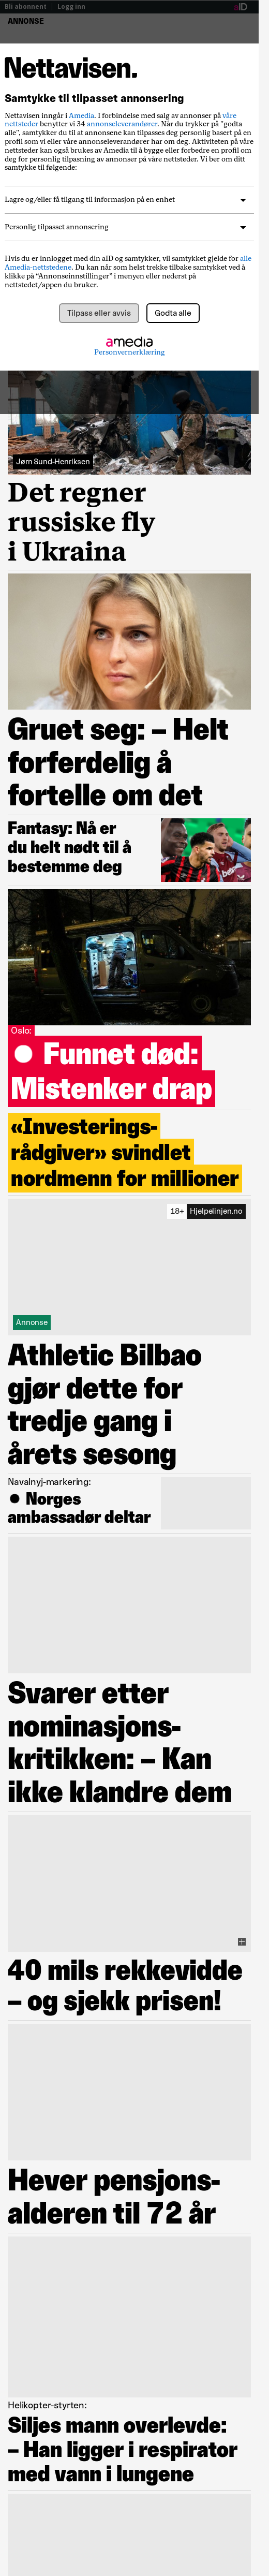 Bli abonnent | Logg inn
aID
ANNONSE
Nettavisen.
Samtykke til tilpasset annonsering
Nettavisen inngår i Amedia. I forbindelse med salg av annonser på våre
nettsteder benytter vi 34 annonseleverandører. Når du trykker på "godta
alle", samtykker du til at annonsene kan tilpasses deg personlig basert på en
profil som vi eller våre annonseleverandører har om deg. Aktiviteten på våre
nettsteder kan også brukes av Amedia til å bygge eller forbedre en profil om
deg for personlig tilpasning av annonser på våre nettsteder. Vi ber om ditt
samtykke til følgende:
Lagre og/eller få tilgang til informasjon på en enhet
Personlig tilpasset annonsering
Hvis du er innlogget med din aID og samtykker, vil samtykket gjelde for alle
Amedia-nettstedene. Du kan når som helst trekke tilbake samtykket ved å
klikke på "Annonseinnstillinger" i menyen eller nederst på
nettstedet/appen du bruker.
Tilpass eller avvis
Godta alle
amedia
Personvernerklæring
Jørn Sund-Henriksen
Det regner
russiske fly
i Ukraina
Gruet seg: – Helt
forferdelig å
fortelle om det
Fantasy: Nå er
du helt nødt til å
bestemme deg
Oslo:
● Funnet død:
Mistenker drap
«Investerings-
rådgiver» svindlet
nordmenn for millioner
18+ Hjelpelinjen.no
Annonse
Athletic Bilbao
gjør dette for
tredje gang i
årets sesong
Navalnyj-markering:
● Norges
ambassadør deltar
Svarer etter
nominasjons-
kritikken: – Kan
ikke klandre dem
40 mils rekkevidde
– og sjekk prisen!
Hever pensjons-
alderen til 72 år
Helikopter-styrten:
Siljes mann overlevde:
– Han ligger i respirator
med vann i lungene